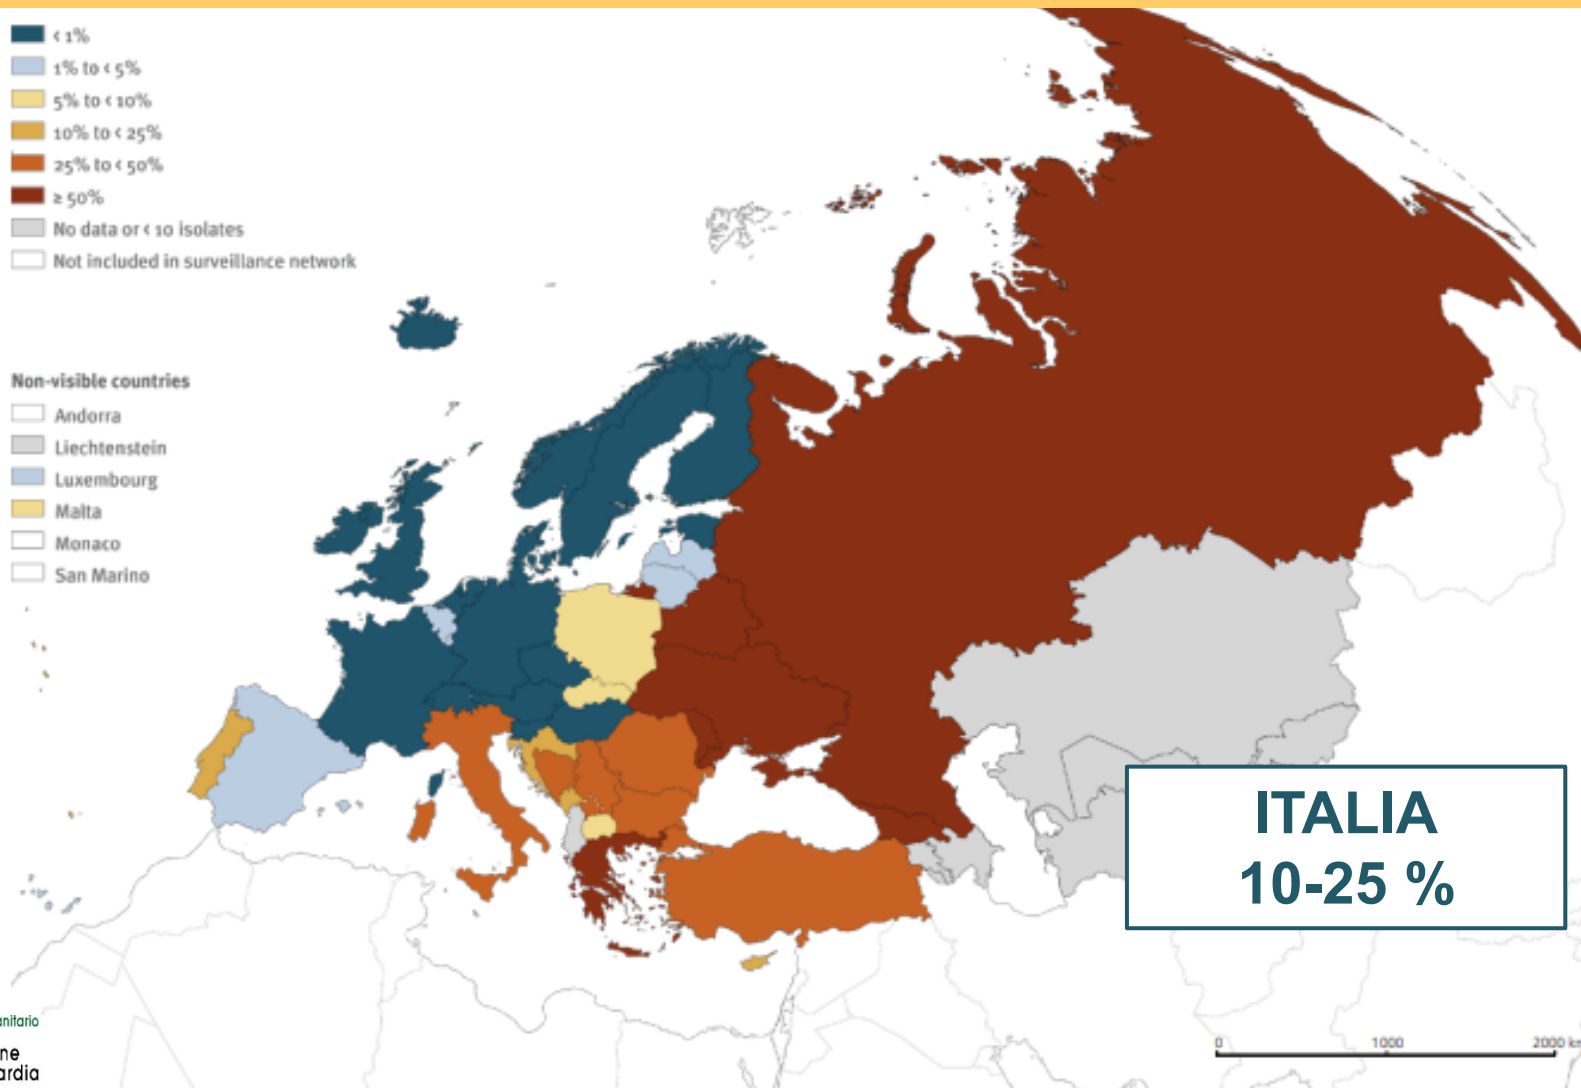 < 1%
1% to < 5%
5% to < 10%
10% to < 25%
25% to < 50%
≥ 50%
No data or < 10 isolates
Not included in surveillance network
Non-visible countries
Andorra
Liechtenstein
Luxembourg
Malta
Monaco
San Marino
ITALIA
10-25 %
anitario
ne
ardia
0 1000 2000 km